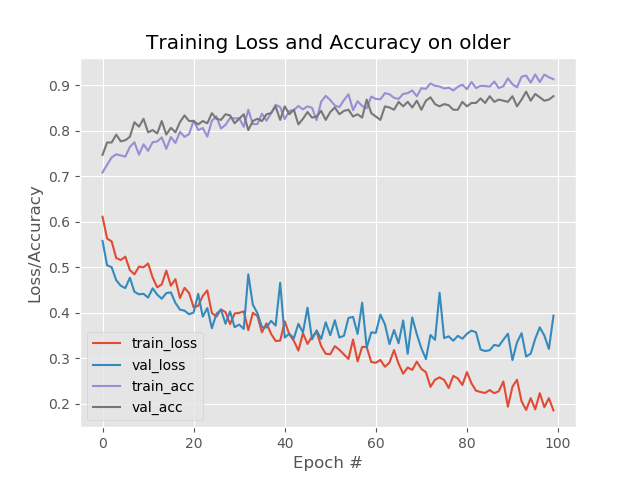 Training Loss and Accuracy on older
Loss/Accuracy
0.9
0.8
0.7
0.6
0.5
0.4
0.3
0.2
train_loss
val_loss
train_acc
val_acc
0 20 40 60 80 100
Epoch #